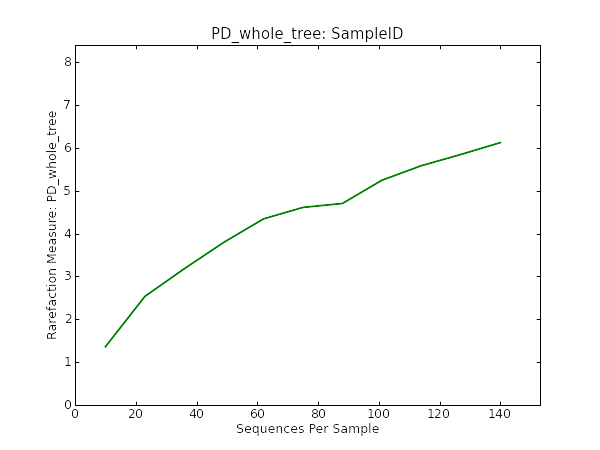 PD_whole_tree: SampleID
8
7
6
5
4
3
2
1
0
Rarefaction Measure: PD_whole_tree
0 20 40 60 80 100 120 140
Sequences Per Sample